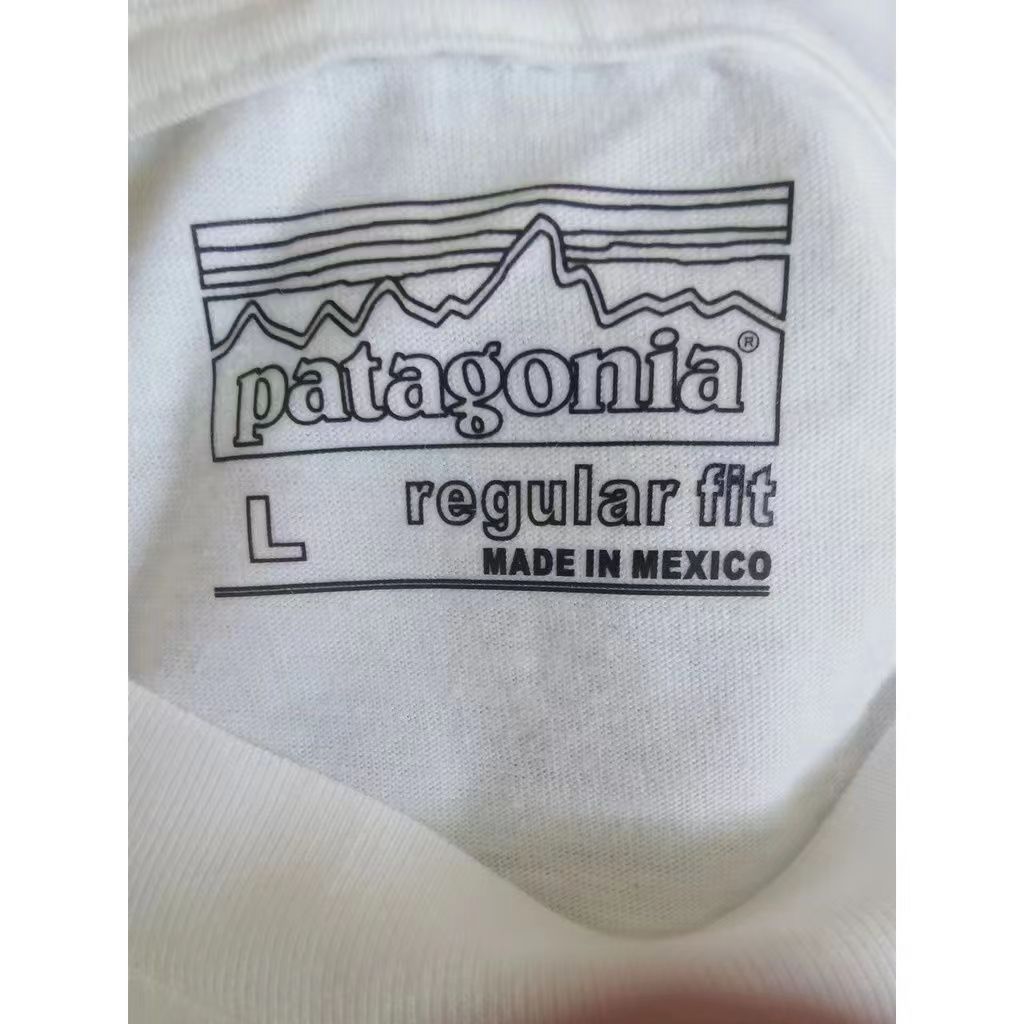 patagonia®
L regular fit
MADE IN MEXICO